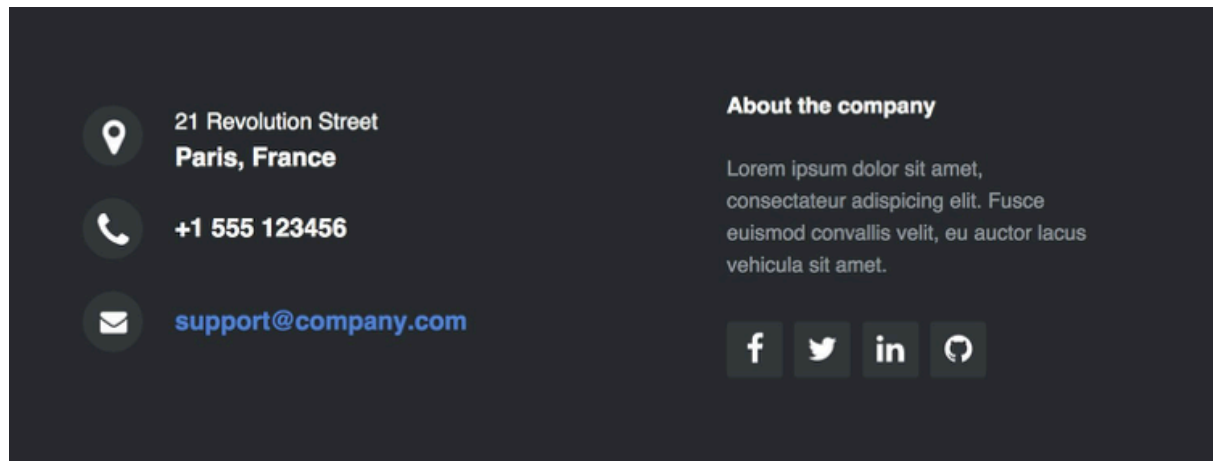 21 Revolution Street
Paris, France
+1 555 123456
support@company.com
About the company
Lorem ipsum dolor sit amet,
consectateur adispicing elit. Fusce
euismod convallis velit, eu auctor lacus
vehicula sit amet.
f
in